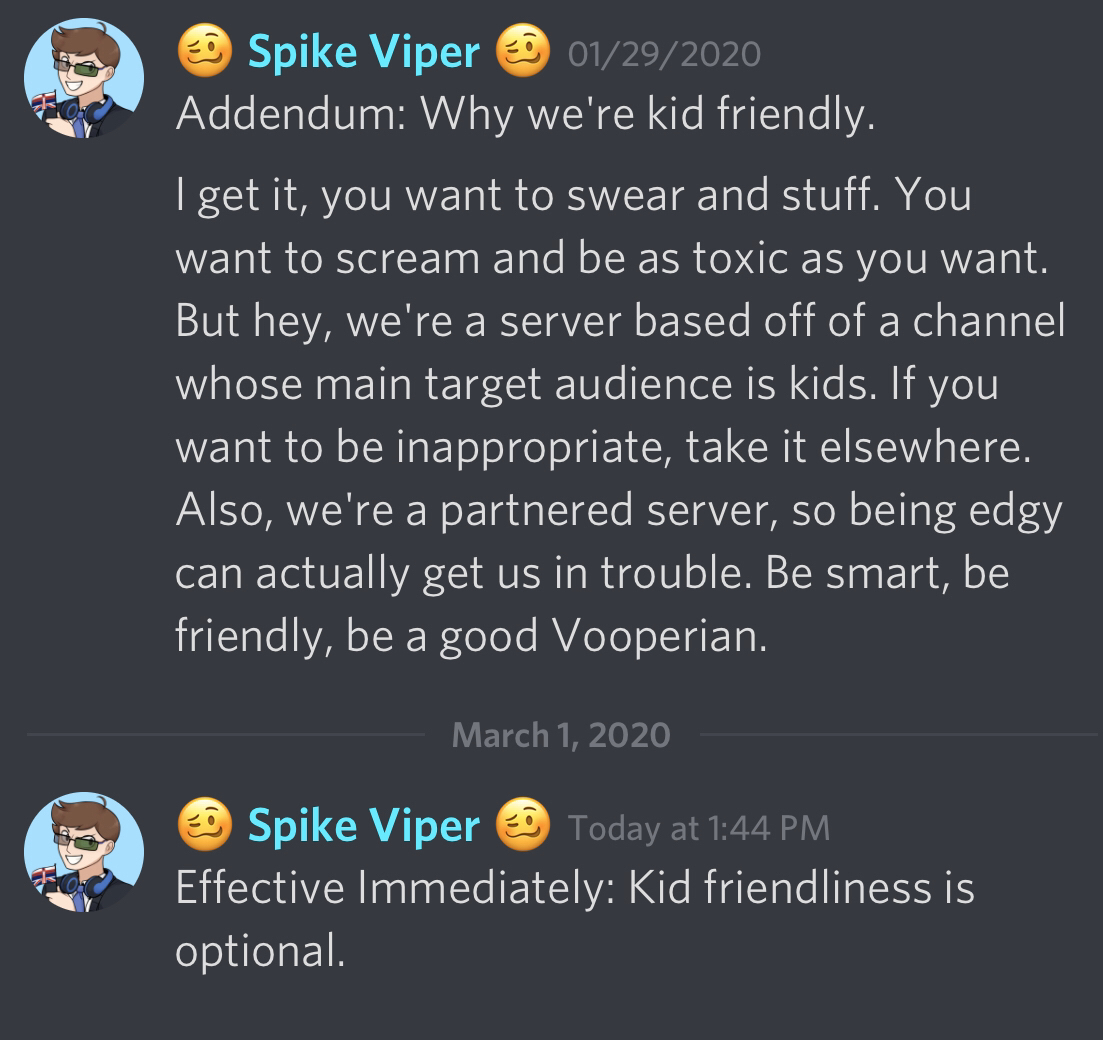 Spike Viper 01/29/2020
Addendum: Why we're kid friendly.
I get it, you want to swear and stuff. You
want to scream and be as toxic as you want.
But hey, we're a server based off of a channel
whose main target audience is kids. If you
want to be inappropriate, take it elsewhere.
Also, we're a partnered server, so being edgy
can actually get us in trouble. Be smart, be
friendly, be a good Vooperian.
March 1, 2020
Spike Viper Today at 1:44 PM
Effective Immediately: Kid friendliness is
optional.